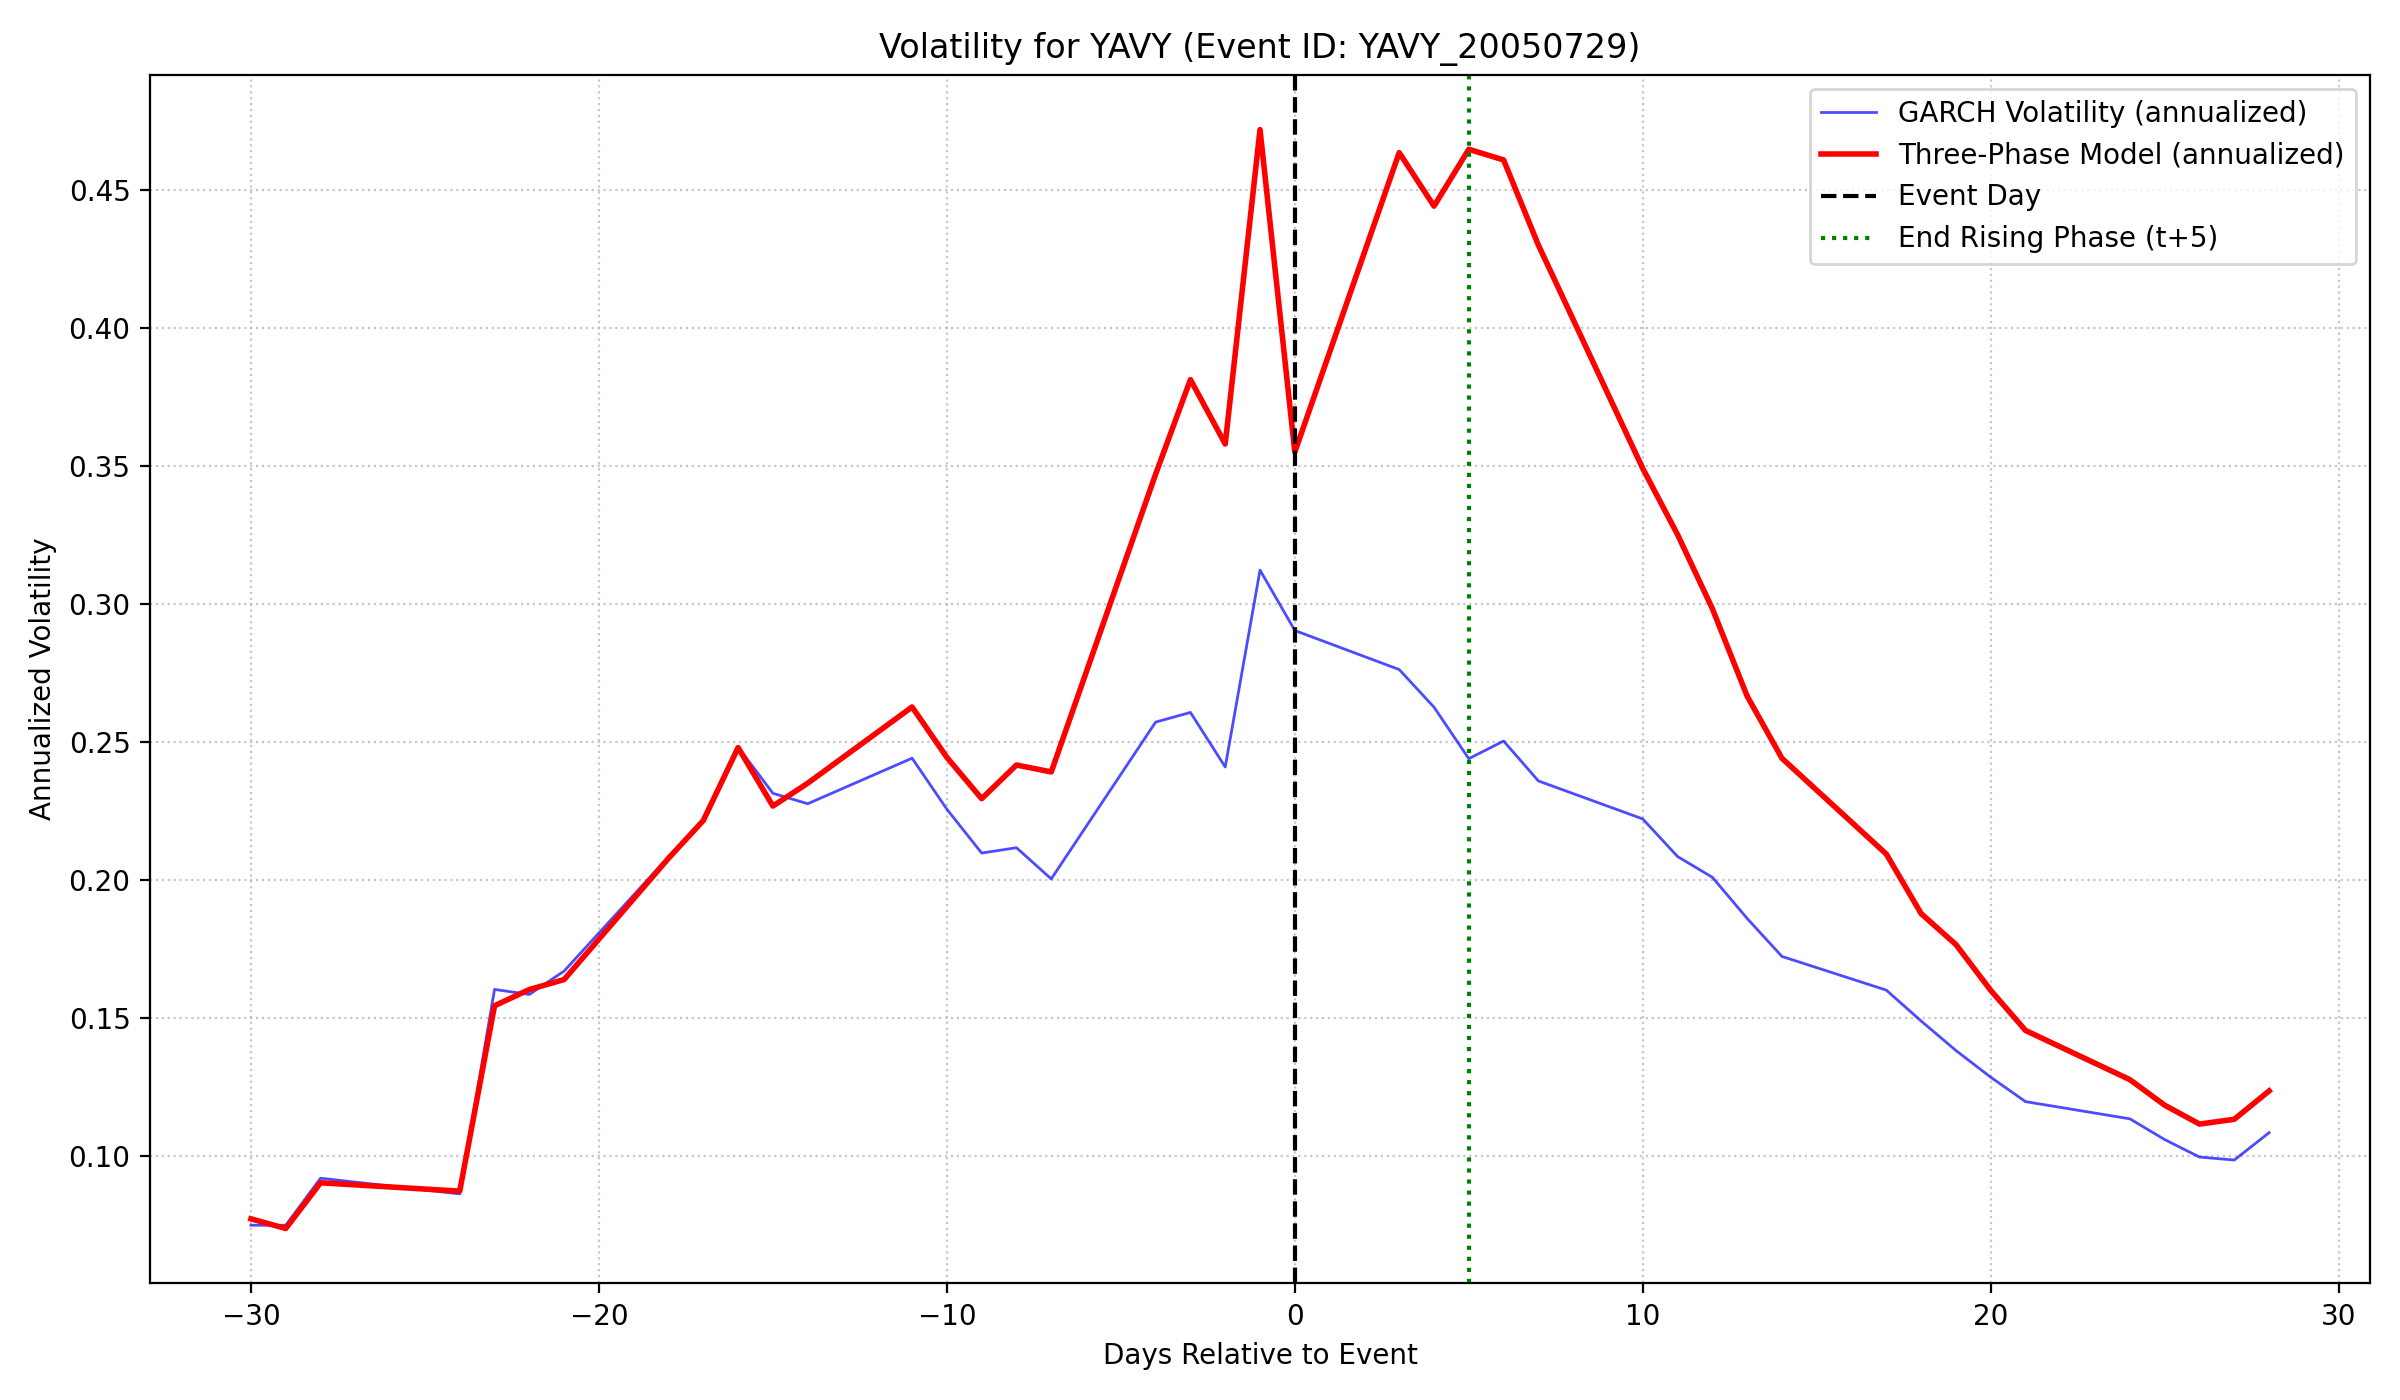 Volatility for YAVY (Event ID: YAVY_20050729)
GARCH Volatility (annualized)
Three-Phase Model (annualized)
Event Day
End Rising Phase (t+5)
Annualized Volatility
0.45
0.40
0.35
0.30
0.25
0.20
0.15
0.10
−30 −20 −10 0 10 20 30
Days Relative to Event